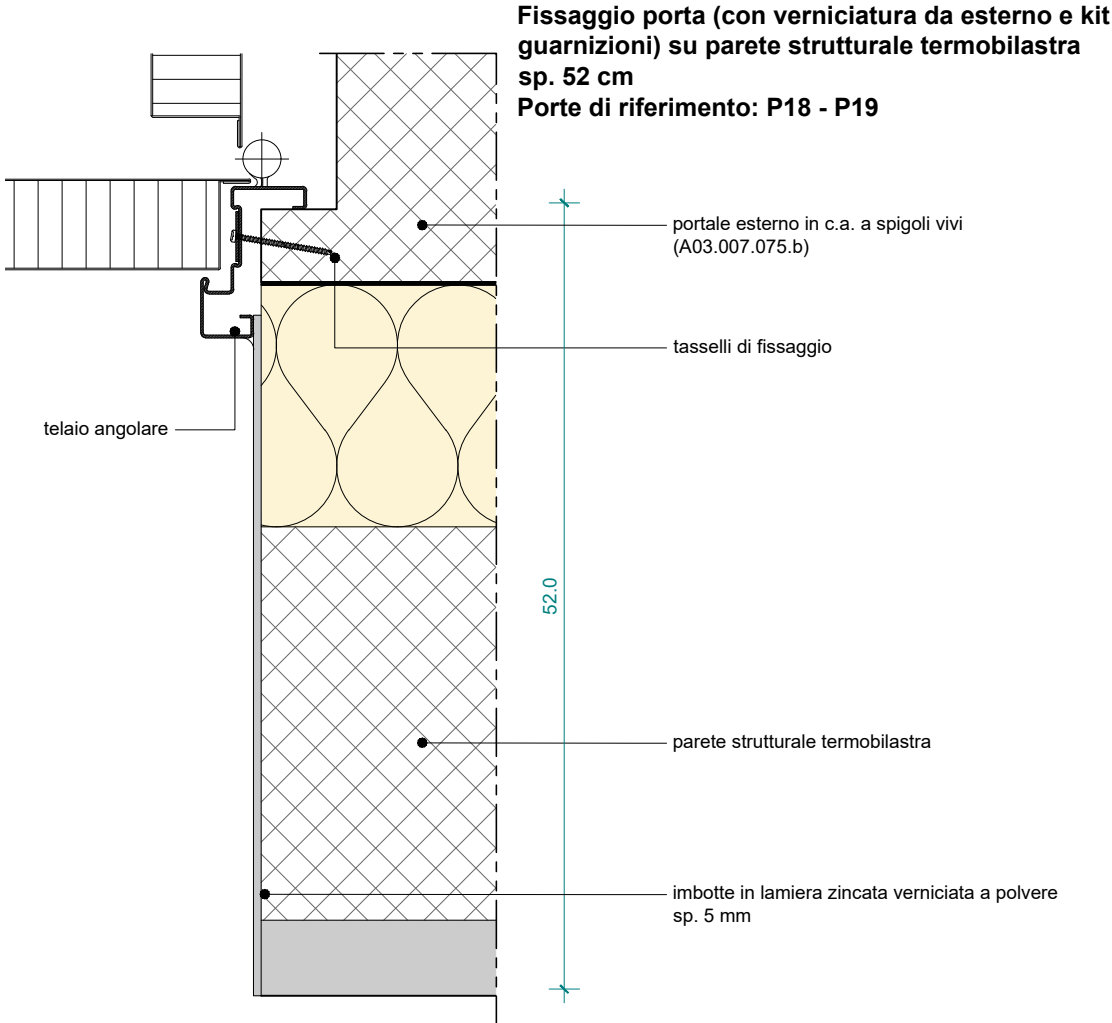 Fissaggio porta (con verniciatura da esterno e kit
guarnizioni) su parete strutturale termobilastra
sp. 52 cm
Porte di riferimento: P18 - P19
portale esterno in c.a. a spigoli vivi
(A03.007.075.b)
tasselli di fissaggio
telaio angolare
52.0
parete strutturale termobilastra
imbotte in lamiera zincata verniciata a polvere
sp. 5 mm